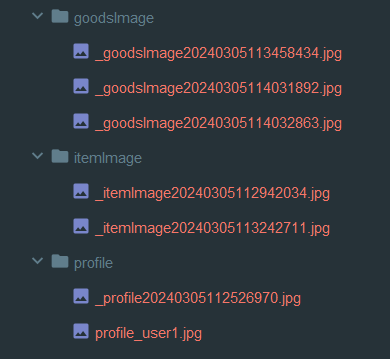 goodsImage
_goodsImage20240305113458434.jpg
_goodsImage20240305114031892.jpg
_goodsImage20240305114032863.jpg
itemImage
_itemImage20240305112942034.jpg
_itemImage20240305113242711.jpg
profile
_profile20240305112526970.jpg
profile_user1.jpg